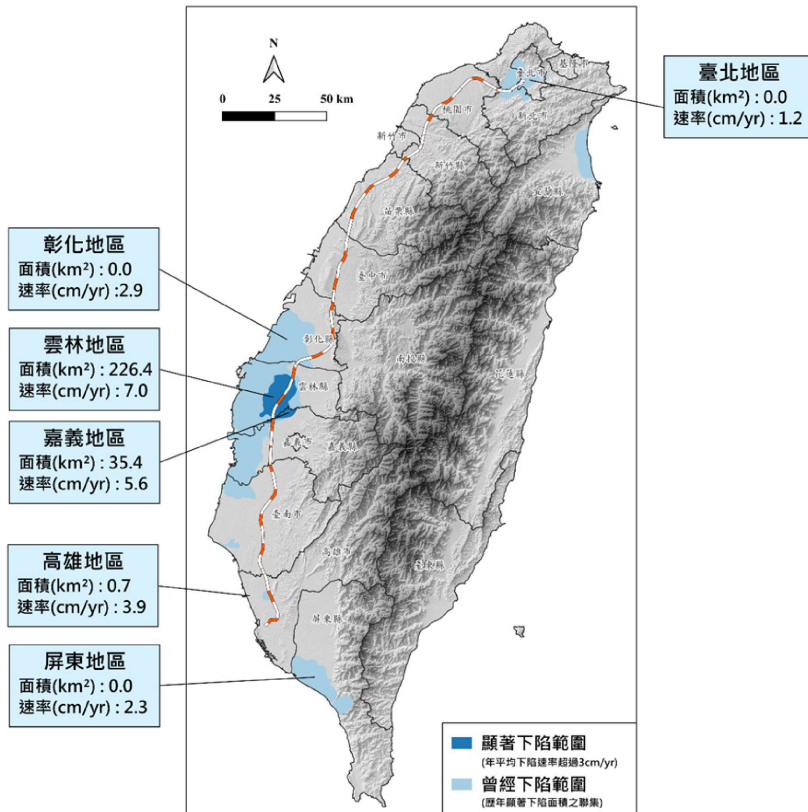 N
0 25 50 km
臺北地區
面積(km²) : 0.0
速率(cm/yr) : 1.2
彰化地區
面積(km²) : 0.0
速率(cm/yr) :2.9
雲林地區
面積(km²) : 226.4
速率(cm/yr) : 7.0
嘉義地區
面積(km²) : 35.4
速率(cm/yr) : 5.6
高雄地區
面積(km²) : 0.7
速率(cm/yr) : 3.9
屏東地區
面積(km²) : 0.0
速率(cm/yr) : 2.3
基隆市
臺北市
桃園市
新北市
新竹市
新竹縣
宜蘭縣
苗栗縣
臺中市
彰化縣
南投縣
花蓮縣
雲林縣
嘉義市
嘉義縣
臺南市
高雄市
臺東縣
屏東縣
顯著下陷範圍
(年平均下陷速率超過3cm/yr)
曾經下陷範圍
(歷年顯著下陷面積之聯集)